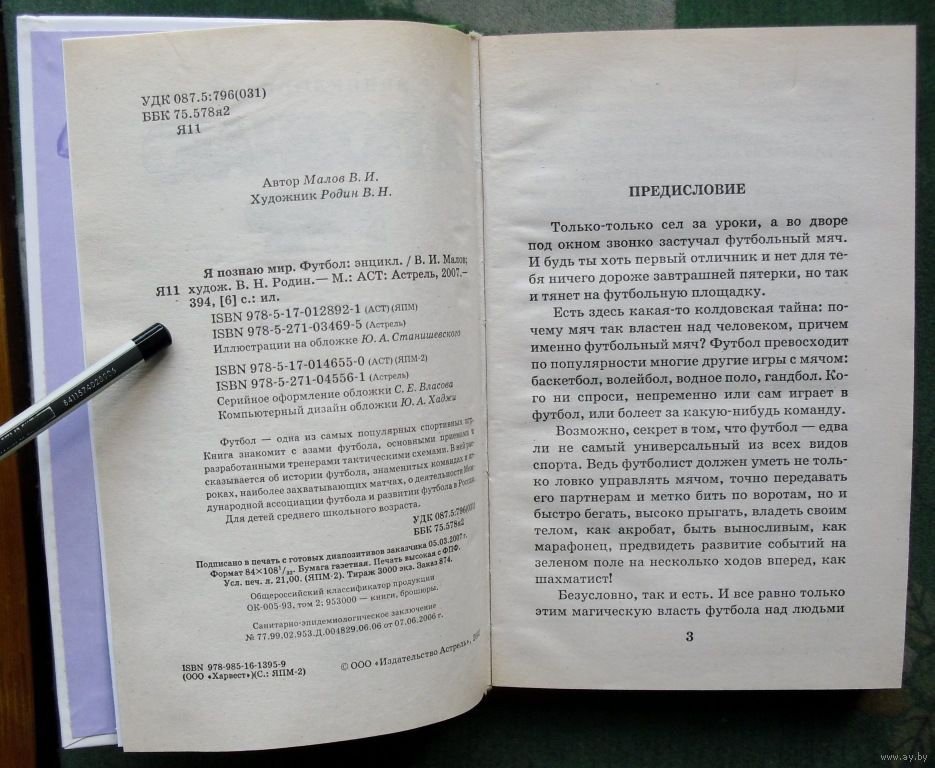 УДК 087.5:796(031)
ББК 75.578я2
Я11
Автор Малов В. И.
Художник Родин В. Н.
Я познаю мир. Футбол: энцикл. / В. И. Малов;
Я11 худож. В. Н. Родин.— М.: АСТ: Астрель, 2007.–
394, [6] с.: ил.
ISBN 978-5-17-012892-1 (АСТ) (ЯПМ)
ISBN 978-5-271-03469-5 (Астрель)
Иллюстрации на обложке Ю. А. Станишевского
ISBN 978-5-17-014655-0 (АСТ) (ЯПМ-2)
ISBN 978-5-271-04556-1 (Астрель)
Серийное оформление обложки С. Е. Власова
Компьютерный дизайн обложки Ю. А. Хаджи
Футбол — одна из самых популярных спортивных игр.
Книга знакомит с азами футбола, основными приемами и
разработанными тренерами тактическими схемами. В ней рас-
сказывается об истории футбола, знаменитых командах и иг-
роках, наиболее захватывающих матчах, о деятельности Меж-
дународной ассоциации футбола и развитии футбола в России.
Для детей среднего школьного возраста.
УДК 087.5:796(031)
ББК 75.578я2
Подписано в печать с готовых диапозитивов заказчика 05.03.2007 г.
Формат 84×108¹/₃₂. Бумага газетная. Печать высокая с ФПФ.
Усл. печ. л. 21,00. (ЯПМ-2). Тираж 3000 экз. Заказ 874.
Общероссийский классификатор продукции
ОК-005-93, том 2; 953000 — книги, брошюры.
Санитарно-эпидемиологическое заключение
№ 77.99.02.953.Д.004829.06.06 от 07.06.2006 г.
ISBN 978-985-16-1395-9
(ООО «Харвест»)(С.: ЯПМ-2)
© ООО «Издательство Астрель»,
ПРЕДИСЛОВИЕ
Только-только сел за уроки, а во дворе
под окном звонко застучал футбольный мяч.
И будь ты хоть первый отличник и нет для те-
бя ничего дороже завтрашней пятерки, но так
и тянет на футбольную площадку.
Есть здесь какая-то колдовская тайна: по-
чему мяч так властен над человеком, причем
именно футбольный мяч? Футбол превосходит
по популярности многие другие игры с мячом:
баскетбол, волейбол, водное поло, гандбол. Ко-
го ни спроси, непременно или сам играет в
футбол, или болеет за какую-нибудь команду.
Возможно, секрет в том, что футбол — едва
ли не самый универсальный из всех видов
спорта. Ведь футболист должен уметь не толь-
ко ловко управлять мячом, точно передавать
его партнерам и метко бить по воротам, но и
быстро бегать, высоко прыгать, владеть своим
телом, как акробат, быть выносливым, как
марафонец, предвидеть развитие событий на
зеленом поле на несколько ходов вперед, как
шахматист!
Безусловно, так и есть. И все равно только
этим магическую власть футбола над людьми
3
www.ay.by